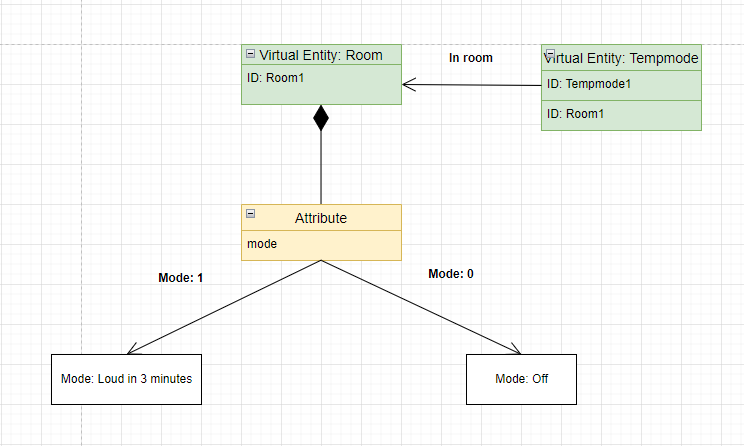 Virtual Entity: Room
ID: Room1
In room
Virtual Entity: Tempmode
ID: Tempmode1
ID: Room1
Attribute
mode
Mode: 1
Mode: 0
Mode: Loud in 3 minutes
Mode: Off